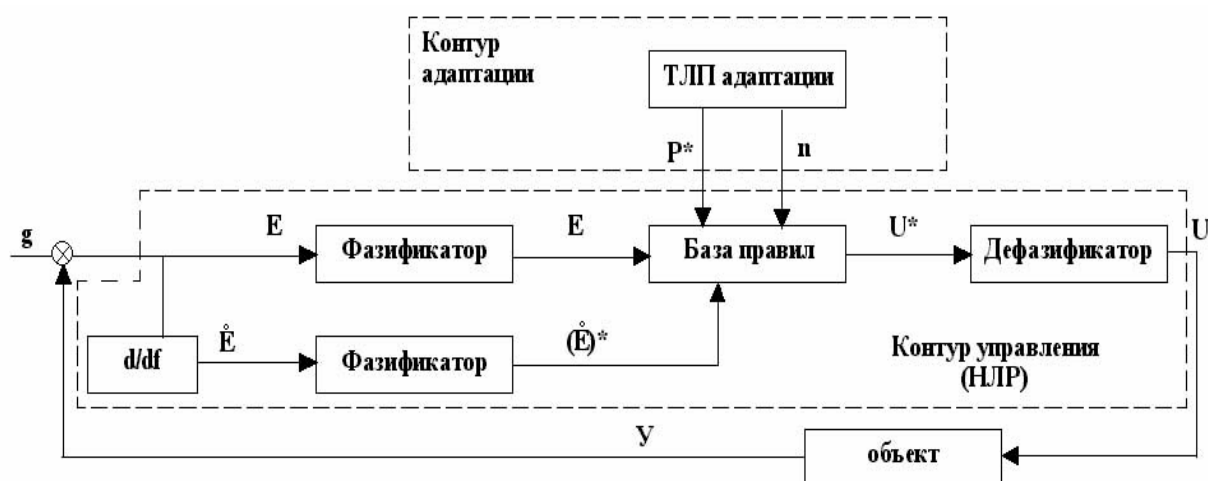 Контур
адаптации
ТЛП адаптации
P*
n
g
E
Фазификатор
E
База правил
U*
Дефазификатор
U
d/df
E̊
Фазификатор
(E̊)*
Контур управления
(НЛР)
У
объект